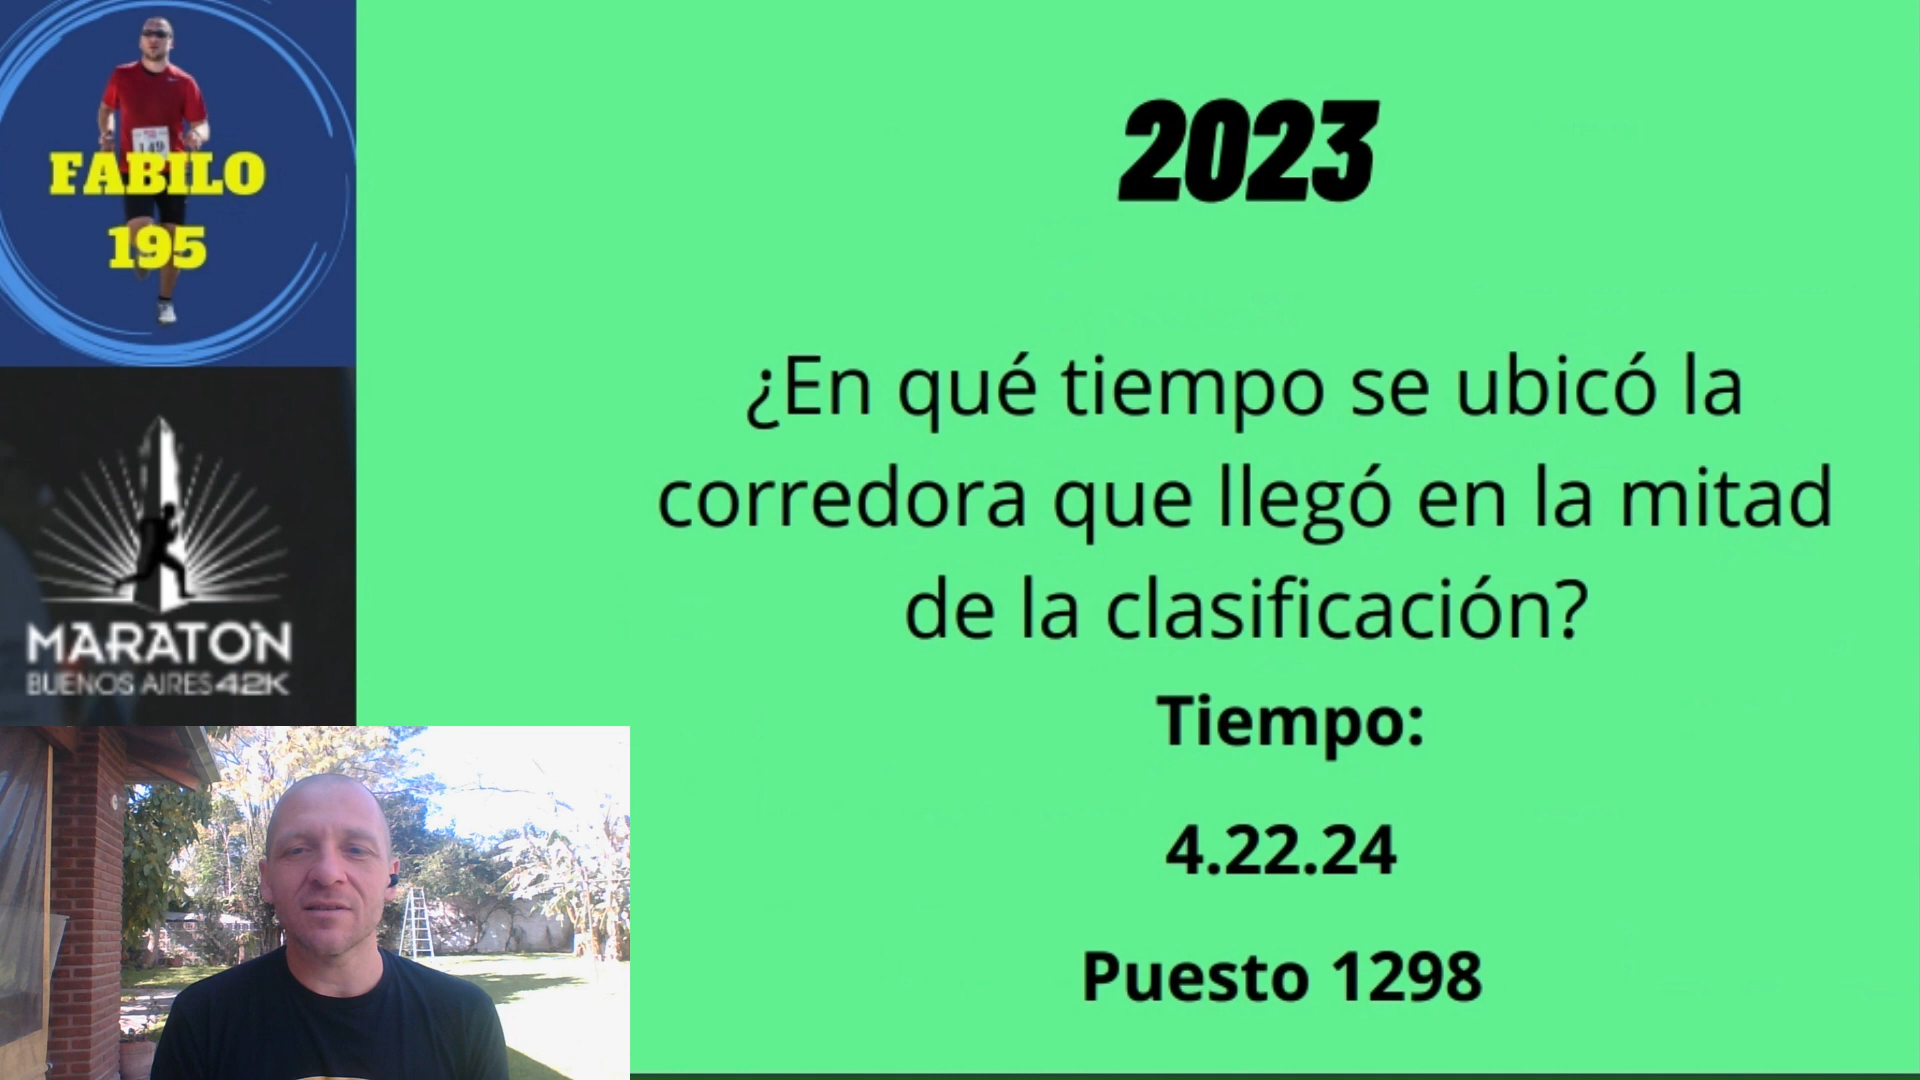 FABILO
195
MARATON
BUENOS AIRES 42K
2023
¿En qué tiempo se ubicó la
corredora que llegó en la mitad
de la clasificación?
Tiempo:
4.22.24
Puesto 1298